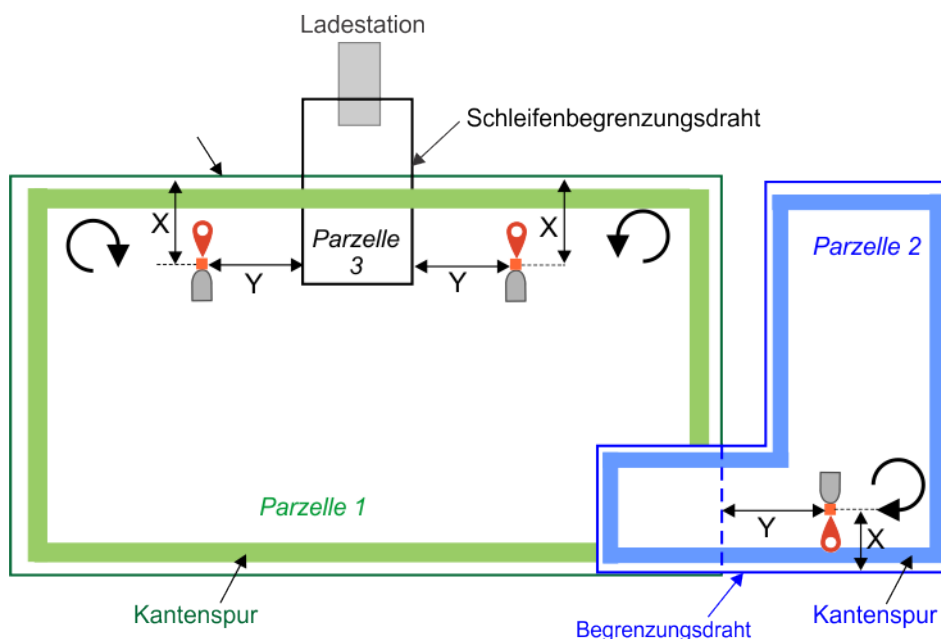 Ladestation
Schleifenbegrenzungsdraht
X
Y
Parzelle
3
Y
X
Parzelle 2
Parzelle 1
Y
X
Kantenspur
Begrenzungsdraht
Kantenspur